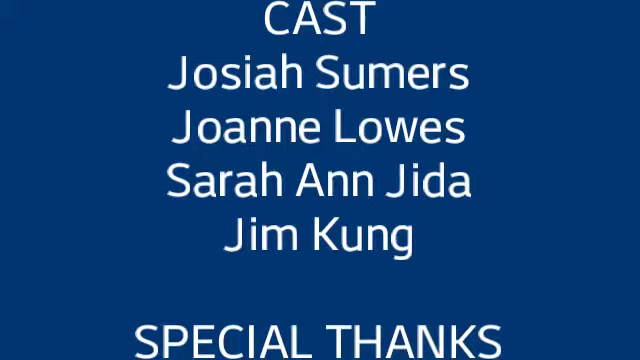 CAST
Josiah Sumers
Joanne Lowes
Sarah Ann Jida
Jim Kung
SPECIAL THANKS